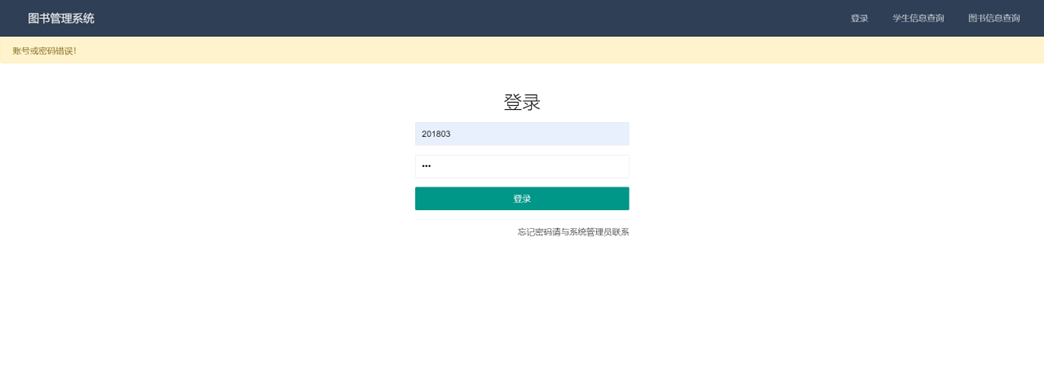 图书管理系统 登录 学生信息查询 图书信息查询
账号或密码错误！
登录
201803
•••
登录
忘记密码请与系统管理员联系